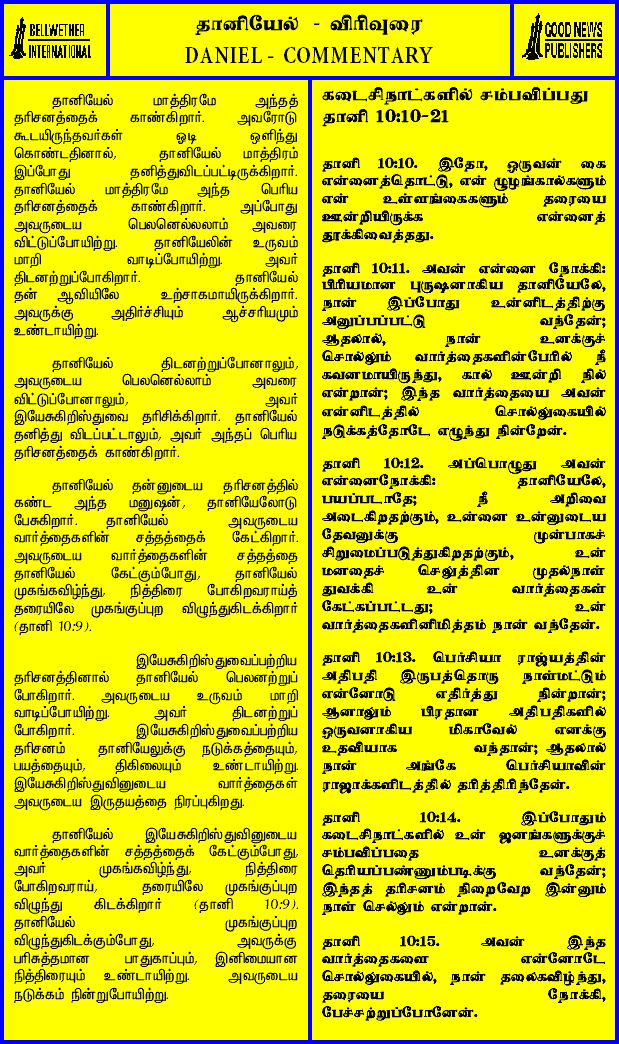 BELLWETHER
INTERNATIONAL
தானியேல் - விரிவுரை
DANIEL - COMMENTARY
GOOD NEWS
PUBLISHERS
தானியேல் மாத்திரமே அந்தத்
தரிசனத்தைக் காண்கிறார். அவரோடு
கூடயிருந்தவர்கள் ஓடி ஒளிந்து
கொண்டதினால், தானியேல் மாத்திரம்
இப்போது தனித்துவிடப்பட்டிருக்கிறார்.
தானியேல் மாத்திரமே அந்த பெரிய
தரிசனத்தைக் காண்கிறார். அப்போது
அவருடைய பெலனெல்லலாம் அவரை
விட்டுப்போயிற்று. தானியேலின் உருவம்
மாறி வாடிப்போயிற்று. அவர்
திடனற்றுப்போகிறார். தானியேல்
தன் ஆவியிலே உற்சாகமாயிருக்கிறார்.
அவருக்கு அதிர்ச்சியும் ஆச்சரியமும்
உண்டாயிற்று.
தானியேல் திடனற்றுப்போனாலும்,
அவருடைய பெலனெல்லாம் அவரை
விட்டுப்போனாலும், அவர்
இயேசுகிறிஸ்துவை தரிசிக்கிறார். தானியேல்
தனித்து விடப்பட்டாலும், அவர் அந்தப் பெரிய
தரிசனத்தைக் காண்கிறார்.
தானியேல் தன்னுடைய தரிசனத்தில்
கண்ட அந்த மனுஷன், தானியேலோடு
பேசுகிறார். தானியேல் அவருடைய
வார்த்தைகளின் சத்தத்தைக் கேட்கிறார்.
அவருடைய வார்த்தைகளின் சத்தத்தை
தானியேல் கேட்கும்போது, தானியேல்
முகங்கவிழ்ந்து, நித்திரை போகிறவராய்த்
தரையிலே முகங்குப்புற விழுந்துகிடக்கிறார்
(தானி 10:9).
இயேசுகிறிஸ்துவைப்பற்றிய
தரிசனத்தினால் தானியேல் பெலனற்றுப்
போகிறார். அவருடைய உருவம் மாறி
வாடிப்போயிற்று. அவர் திடனற்றுப்
போகிறார். இயேசுகிறிஸ்துவைப்பற்றிய
தரிசனம் தானியேலுக்கு நடுக்கத்தையும்,
பயத்தையும், திகிலையும் உண்டாயிற்று.
இயேசுகிறிஸ்துவினுடைய வார்த்தைகள்
அவருடைய இருதயத்தை நிரப்புகிறது.
தானியேல் இயேசுகிறிஸ்துவினுடைய
வார்த்தைகளின் சத்தத்தைக் கேட்கும்போது,
அவர் முகங்கவிழ்ந்து, நித்திரை
போகிறவராய், தரையிலே முகங்குப்புற
விழுந்து கிடக்கிறார் (தானி 10:9).
தானியேல் முகங்குப்புற
விழுந்துகிடக்கும்போது, அவருக்கு
பரிசுத்தமான பாதுகாப்பும், இனிமையான
நித்திரையும் உண்டாயிற்று. அவருடைய
நடுக்கம் நின்றுபோயிற்று.
கடைசிநாட்களில் சம்பவிப்பது
தானி 10:10-21
தானி 10:10. இதோ, ஒருவன் கை
என்னைத்தொட்டு, என் முழங்கால்களும்
என் உள்ளங்கைகளும் தரையை
ஊன்றியிருக்க என்னைத்
தூக்கிவைத்தது.
தானி 10:11. அவன் என்னை நோக்கி:
பிரியமான புருஷனாகிய தானியேலே,
நான் இப்போது உன்னிடத்திற்கு
அனுப்பப்பட்டு வந்தேன்;
ஆதலால், நான் உனக்குச்
சொல்லும் வார்த்தைகளின்பேரில் நீ
கவனமாயிருந்து, கால் ஊன்றி நில்
என்றான்; இந்த வார்த்தையை அவன்
என்னிடத்தில் சொல்லுகையில்
நடுக்கத்தோடே எழுந்து நின்றேன்.
தானி 10:12. அப்பொழுது அவன்
என்னைநோக்கி: தானியேலே,
பயப்படாதே; நீ அறிவை
அடைகிறதற்கும், உன்னை உன்னுடைய
தேவனுக்கு முன்பாகச்
சிறுமைப்படுத்துகிறதற்கும், உன்
மனதைச் செலுத்தின முதல்நாள்
துவக்கி உன் வார்த்தைகள்
கேட்கப்பட்டது; உன்
வார்த்தைகளினிமித்தம் நான் வந்தேன்.
தானி 10:13. பெர்சியா ராஜ்யத்தின்
அதிபதி இருபத்தொரு நாள்மட்டும்
என்னோடு எதிர்த்து நின்றான்;
ஆனாலும் பிரதான அதிபதிகளில்
ஒருவனாகிய மிகாவேல் எனக்கு
உதவியாக வந்தான்; ஆதலால்
நான் அங்கே பெர்சியாவின்
ராஜாக்களிடத்தில் தரித்திரிந்தேன்.
தானி 10:14. இப்போதும்
கடைசிநாட்களில் உன் ஜனங்களுக்குச்
சம்பவிப்பதை உனக்குத்
தெரியப்பண்ணும்படிக்கு வந்தேன்;
இந்தத் தரிசனம் நிறைவேற இன்னும்
நாள் செல்லும் என்றான்.
தானி 10:15. அவன் இந்த
வார்த்தைகளை என்னோடே
சொல்லுகையில், நான் தலைகவிழ்ந்து,
தரையை நோக்கி,
பேச்சற்றுப்போனேன்.